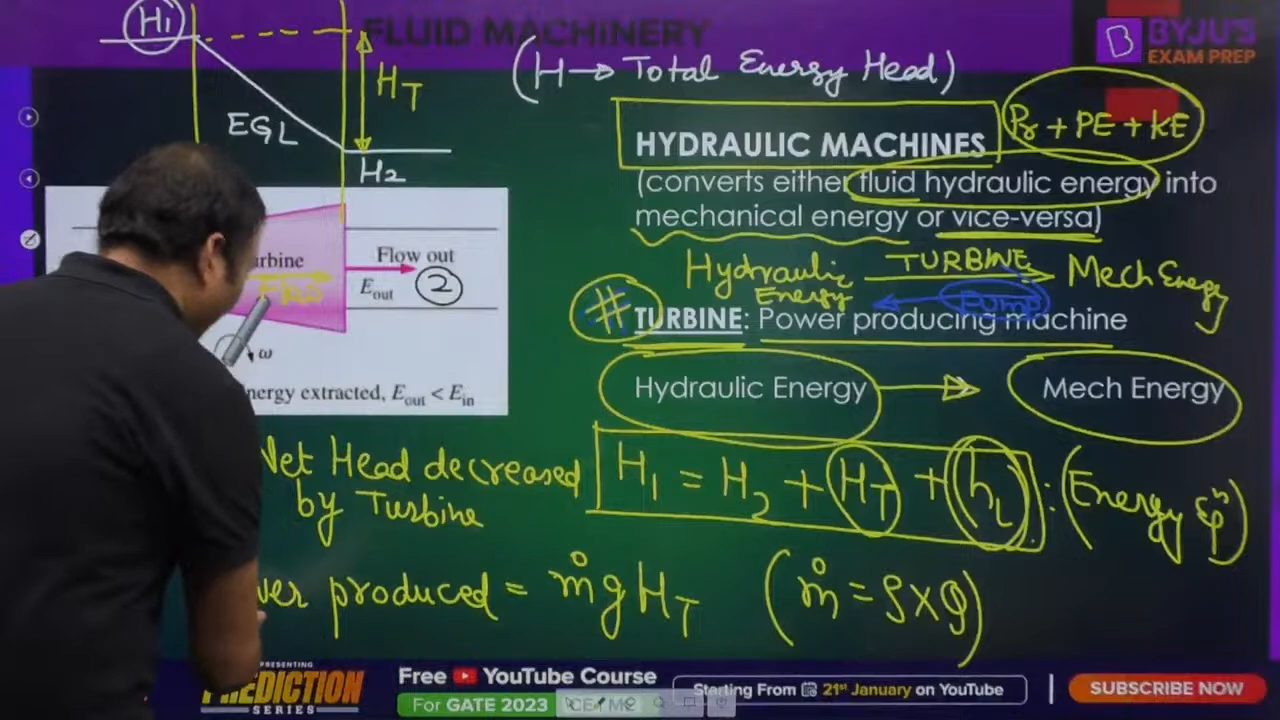 H1
FLUID MACHINERY
BYJU'S
EXAM PREP
HT
(H → Total Energy Head)
EGL
H2
HYDRAULIC MACHINES
Pr + PE + KE
(converts either fluid hydraulic energy into
mechanical energy or vice-versa)
Flow out
Eout
2
ω
Eout < Ein
Hydraulic Energy
TURBINE
Mech Energy
PUMP
# TURBINE: Power producing machine
Hydraulic Energy
Mech Energy
Net Head decreased
by Turbine
H1 = H2 + HT + hL : (Energy Eqn)
produced = ṁgHT (ṁ = ρ×Q)
PRESENTING
PREDICTION
SERIES
Free YouTube Course
For GATE 2023 CE/ME
Starting From 21st January on YouTube
SUBSCRIBE NOW